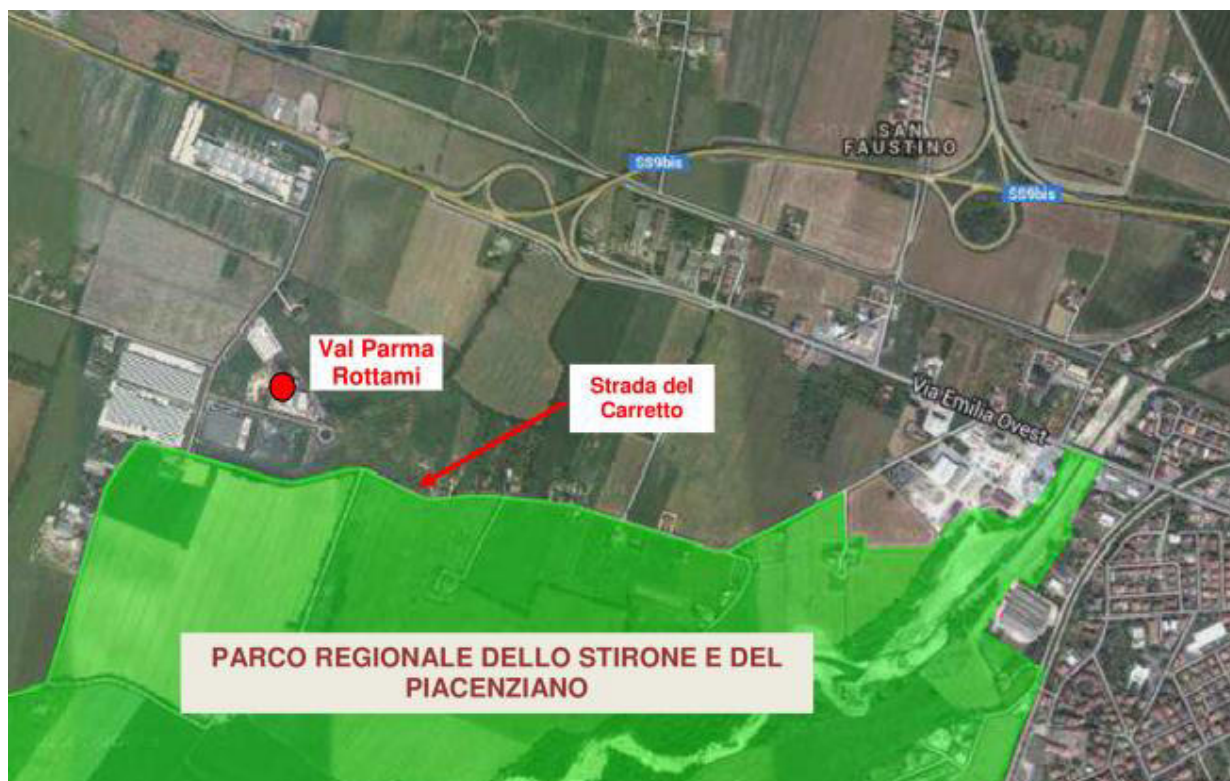 SAN
FAUSTINO
SS9bis
SS9bis
Val Parma
Rottami
Strada del
Carretto
Via Emilia Ovest
PARCO REGIONALE DELLO STIRONE E DEL
PIACENZIANO